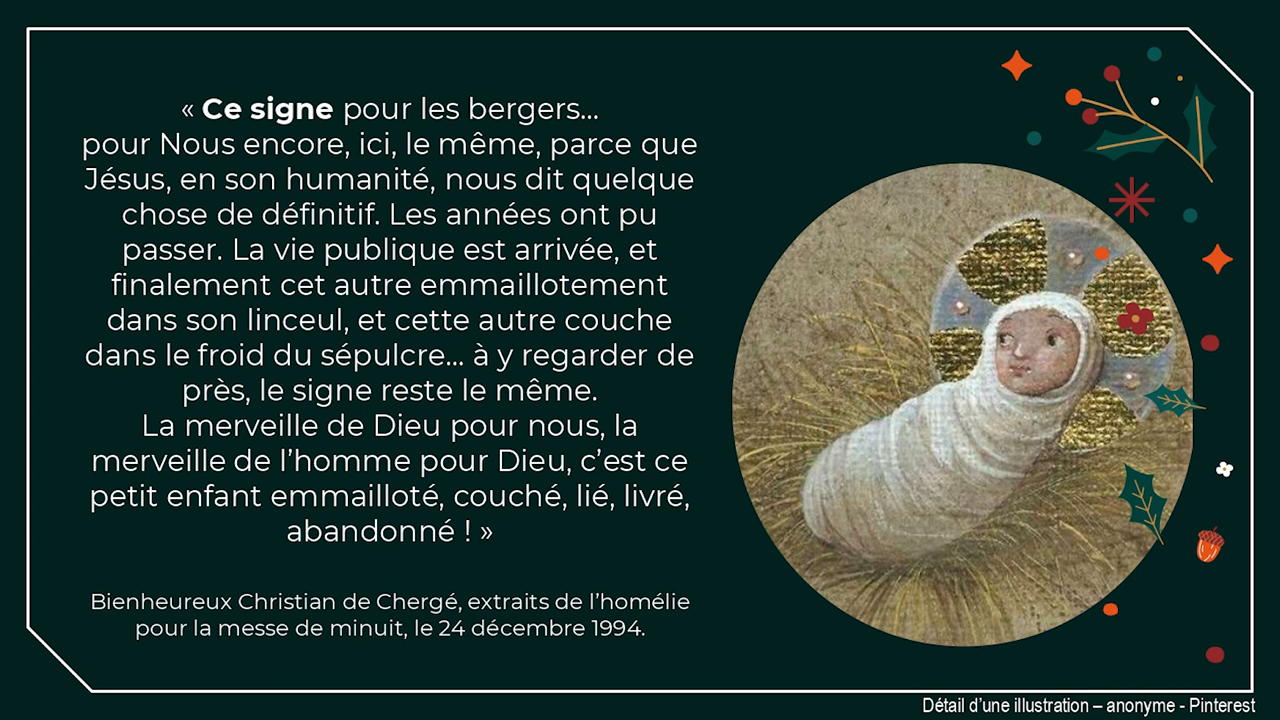 « Ce signe pour les bergers...
pour Nous encore, ici, le même, parce que
Jésus, en son humanité, nous dit quelque
chose de définitif. Les années ont pu
passer. La vie publique est arrivée, et
finalement cet autre emmaillotement
dans son linceul, et cette autre couche
dans le froid du sépulcre... à y regarder de
près, le signe reste le même.
La merveille de Dieu pour nous, la
merveille de l’homme pour Dieu, c’est ce
petit enfant emmailloté, couché, lié, livré,
abandonné ! »
Bienheureux Christian de Chergé, extraits de l’homélie
pour la messe de minuit, le 24 décembre 1994.
Détail d’une illustration – anonyme - Pinterest